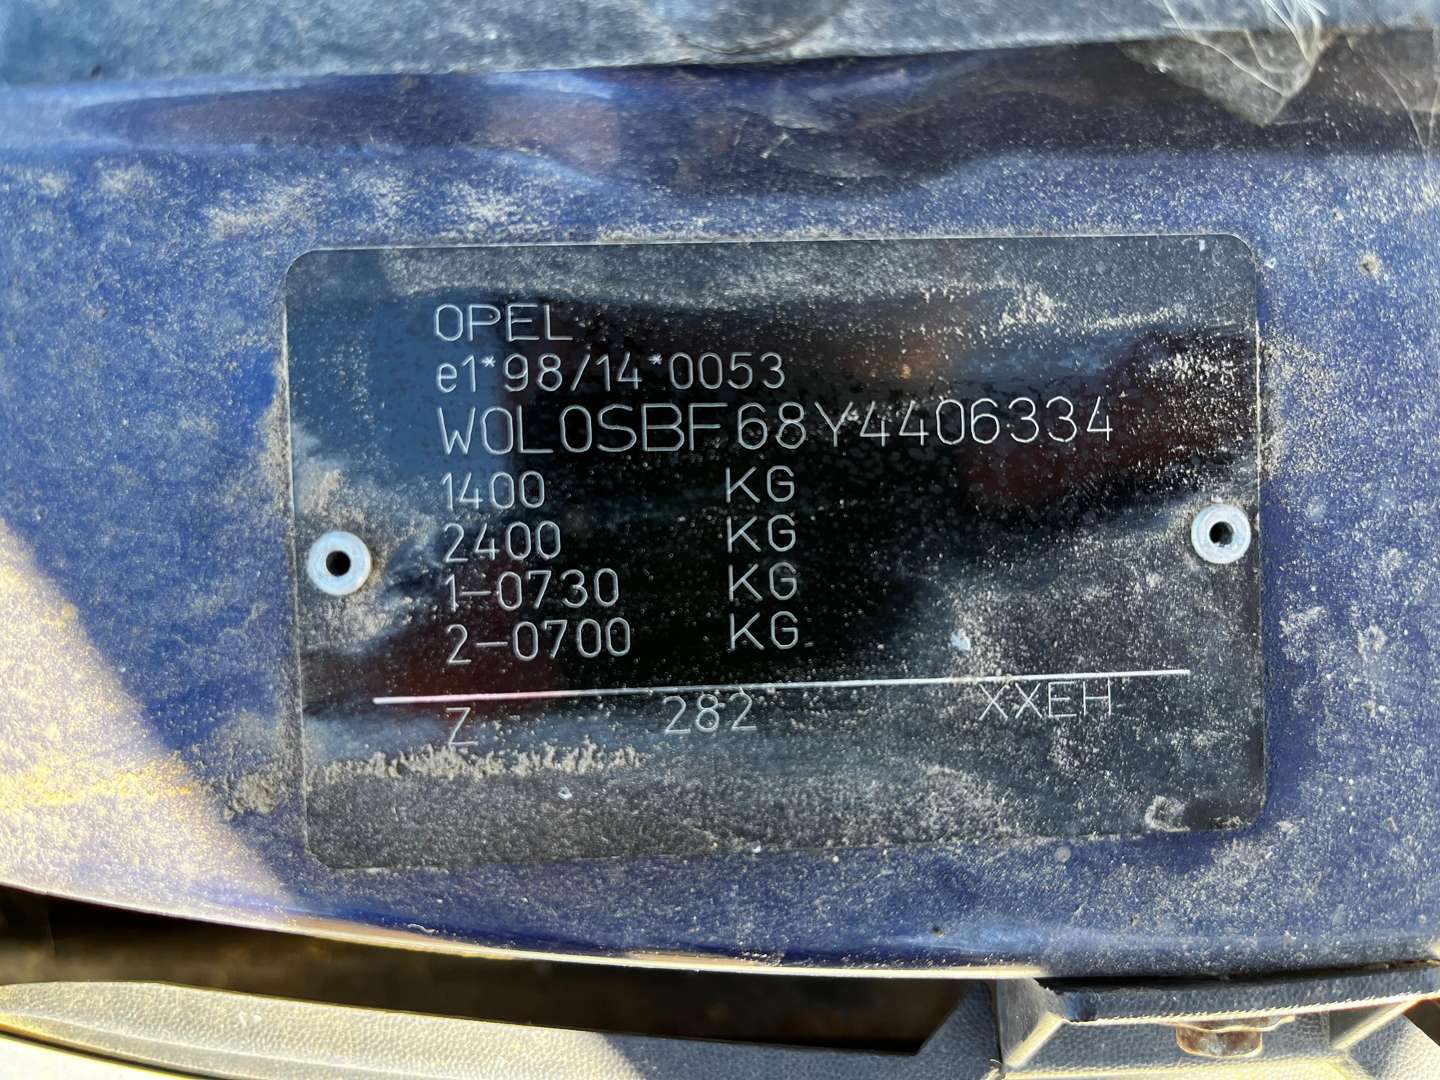 OPEL
e1*98/14*0053
W0L0SBF68Y4406334
1400 KG
2400 KG
1-0730 KG
2-0700 KG
Z 282 XXEH